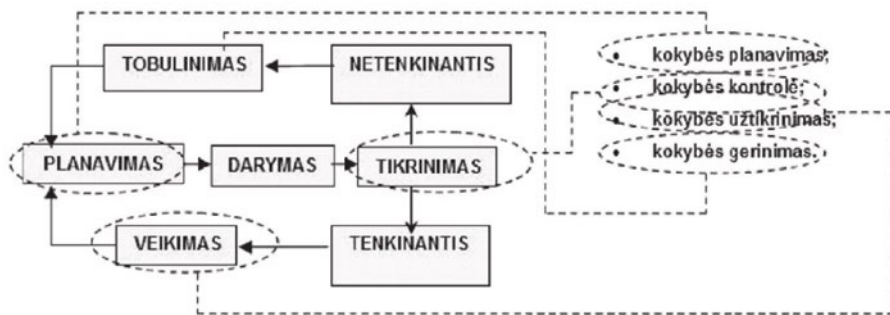 TOBULINIMAS
NETENKINANTIS
PLANAVIMAS
DARYMAS
TIKRINIMAS
VEIKIMAS
TENKINANTIS
• kokybės planavimas;
• kokybės kontrolė;
• kokybės užtikrinimas;
• kokybės gerinimas.